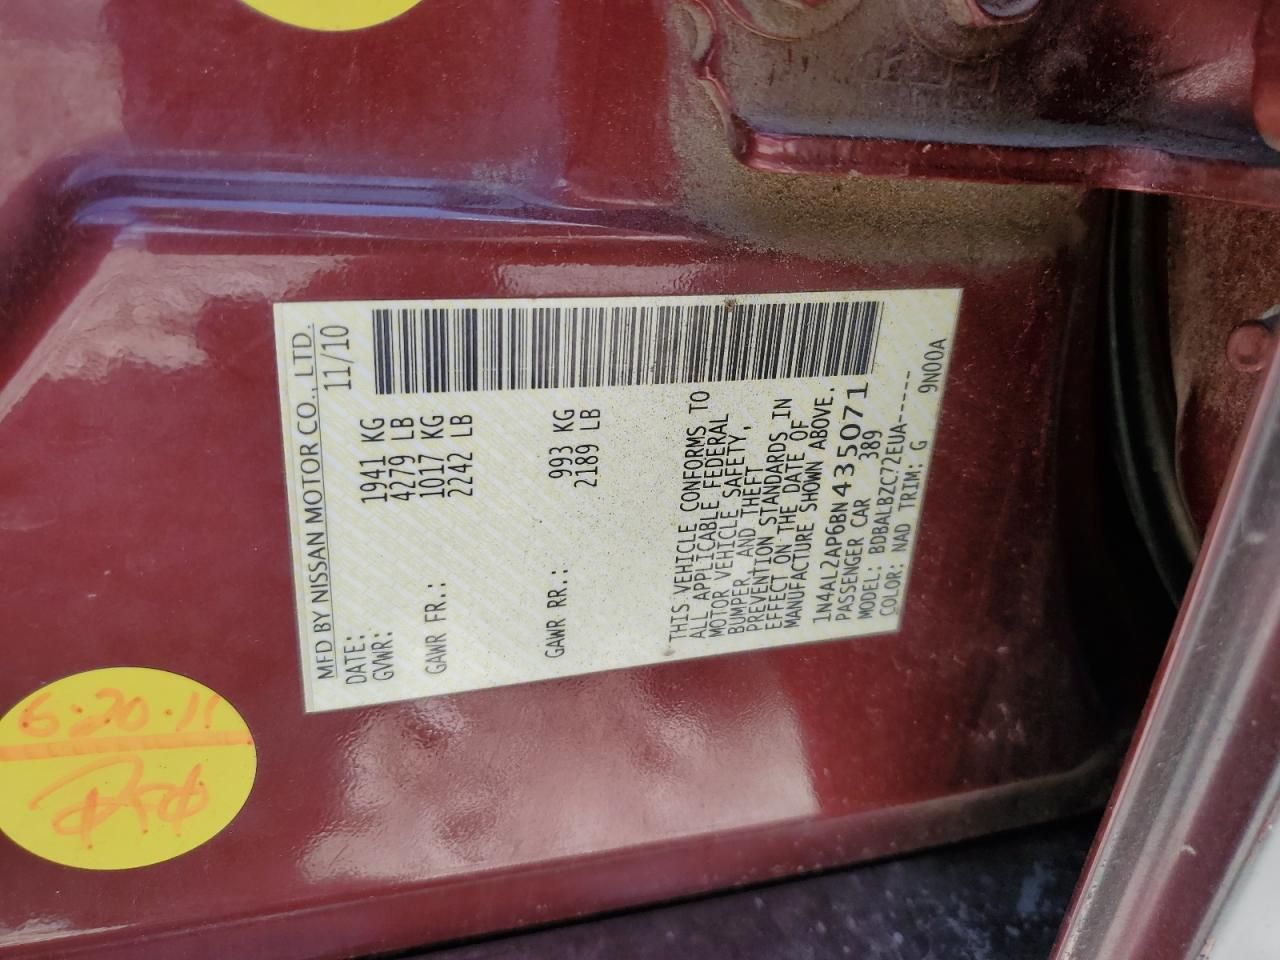 MFD BY NISSAN MOTOR CO., LTD.
DATE: 11/10
GVWR: 1941 KG
4279 LB
GAWR FR.: 1017 KG
2242 LB
GAWR RR.: 993 KG
2189 LB
THIS VEHICLE CONFORMS TO
ALL APPLICABLE FEDERAL
MOTOR VEHICLE SAFETY,
BUMPER, AND THEFT
PREVENTION STANDARDS IN
EFFECT ON THE DATE OF
MANUFACTURE SHOWN ABOVE.
1N4AL2AP6BN435071
PASSENGER CAR 389
MODEL: BDBALBZC72EUA-----
COLOR: NAD TRIM: G 9N00A
6-20-11